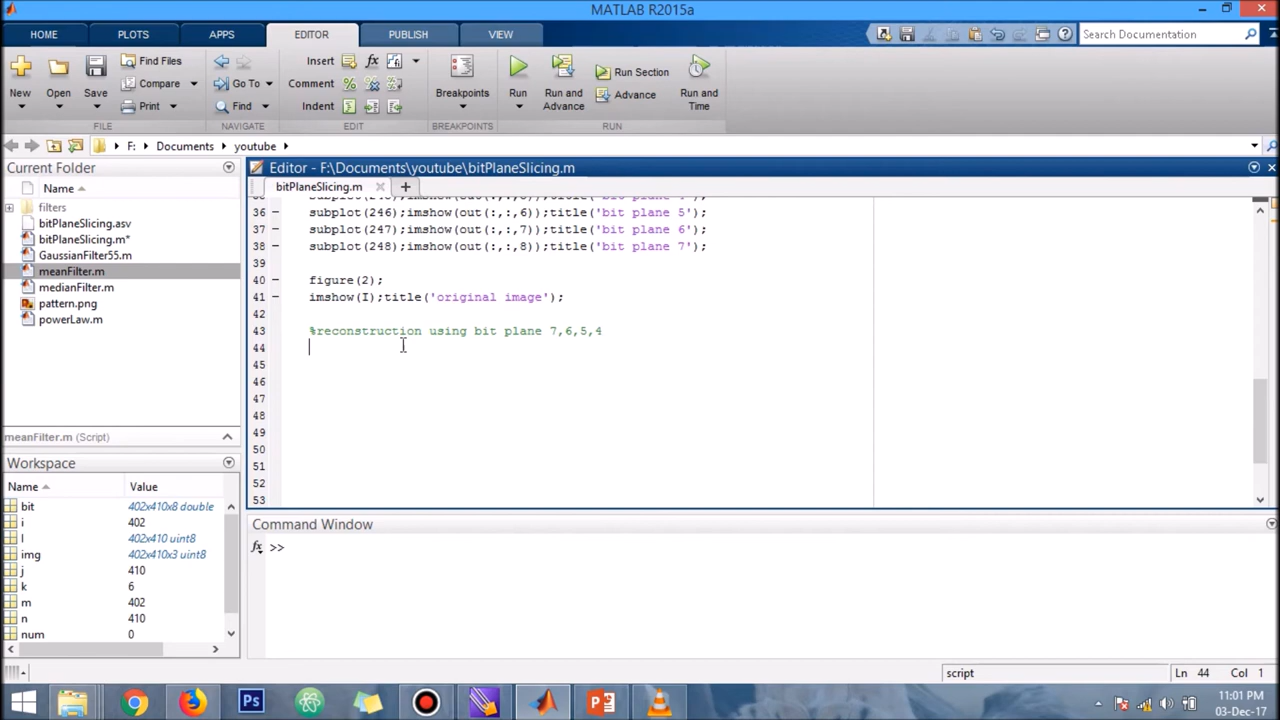 MATLAB R2015a
HOME PLOTS APPS EDITOR PUBLISH VIEW
Search Documentation
New Open Save
Find Files
Compare
Print
Insert
Comment
Indent
fx
Go To
Find
Breakpoints
Run
Run and Advance
Run Section
Advance
Run and Time
FILE NAVIGATE EDIT BREAKPOINTS RUN
F: Documents youtube
Current Folder
Name
filters
bitPlaneSlicing.asv
bitPlaneSlicing.m*
GaussianFilter55.m
meanFilter.m
medianFilter.m
pattern.png
powerLaw.m
meanFilter.m (Script)
Workspace
Name Value
bit 402x410x8 double
i 402
I 402x410 uint8
img 402x410x3 uint8
j 410
k 6
m 402
n 410
num 0
Editor - F:\Documents\youtube\bitPlaneSlicing.m
bitPlaneSlicing.m
36 subplot(246);imshow(out(:,:,6));title('bit plane 5');
37 subplot(247);imshow(out(:,:,7));title('bit plane 6');
38 subplot(248);imshow(out(:,:,8));title('bit plane 7');
39
40 figure(2);
41 imshow(I);title('original image');
42
43 %reconstruction using bit plane 7,6,5,4
44
45
46
47
48
49
50
51
52
53
Command Window
fx >>
script Ln 44 Col 1
Ps
11:01 PM
03-Dec-17